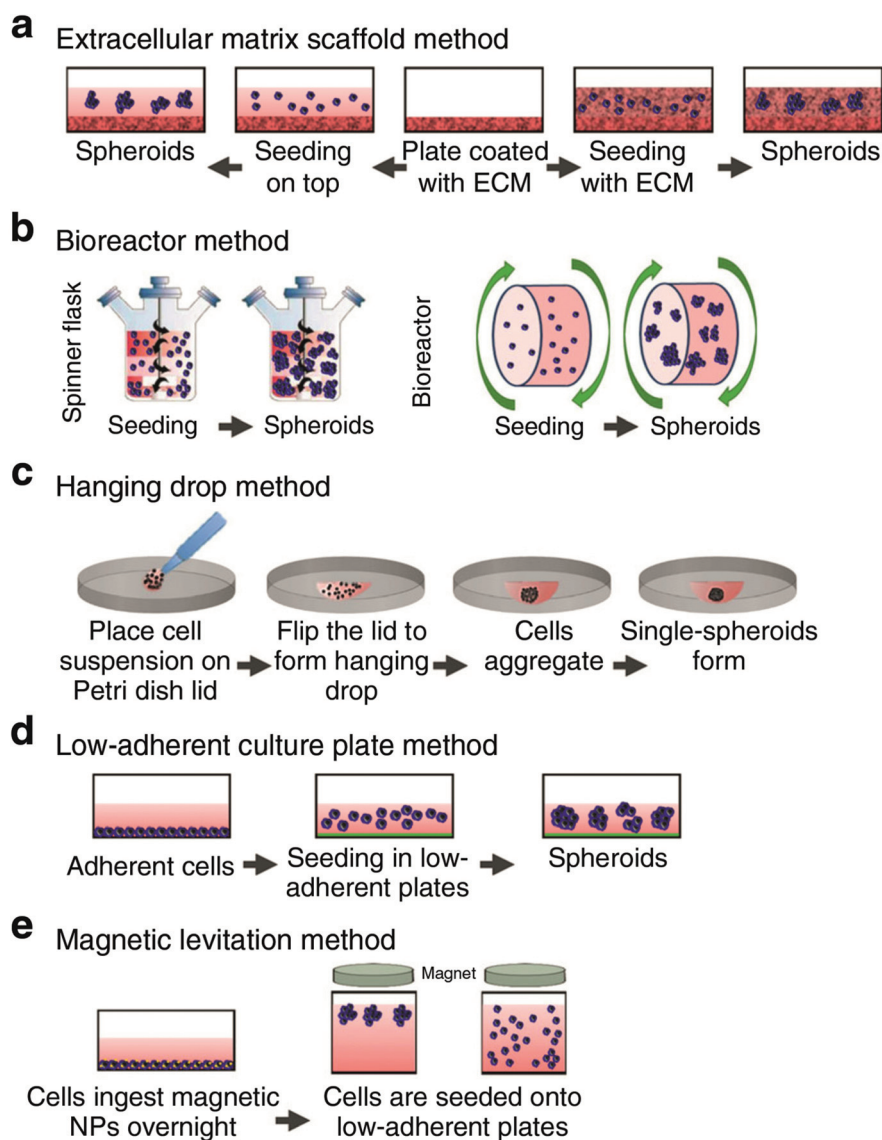 a Extracellular matrix scaffold method
Spheroids
Seeding
on top
Plate coated
with ECM
Seeding
with ECM
Spheroids
b Bioreactor method
Spinner flask
Seeding
Spheroids
Bioreactor
Seeding
Spheroids
c Hanging drop method
Place cell
suspension on
Petri dish lid
Flip the lid to
form hanging
drop
Cells
aggregate
Single-spheroids
form
d Low-adherent culture plate method
Adherent cells
Seeding in low-
adherent plates
Spheroids
e Magnetic levitation method
Magnet
Cells ingest magnetic
NPs overnight
Cells are seeded onto
low-adherent plates